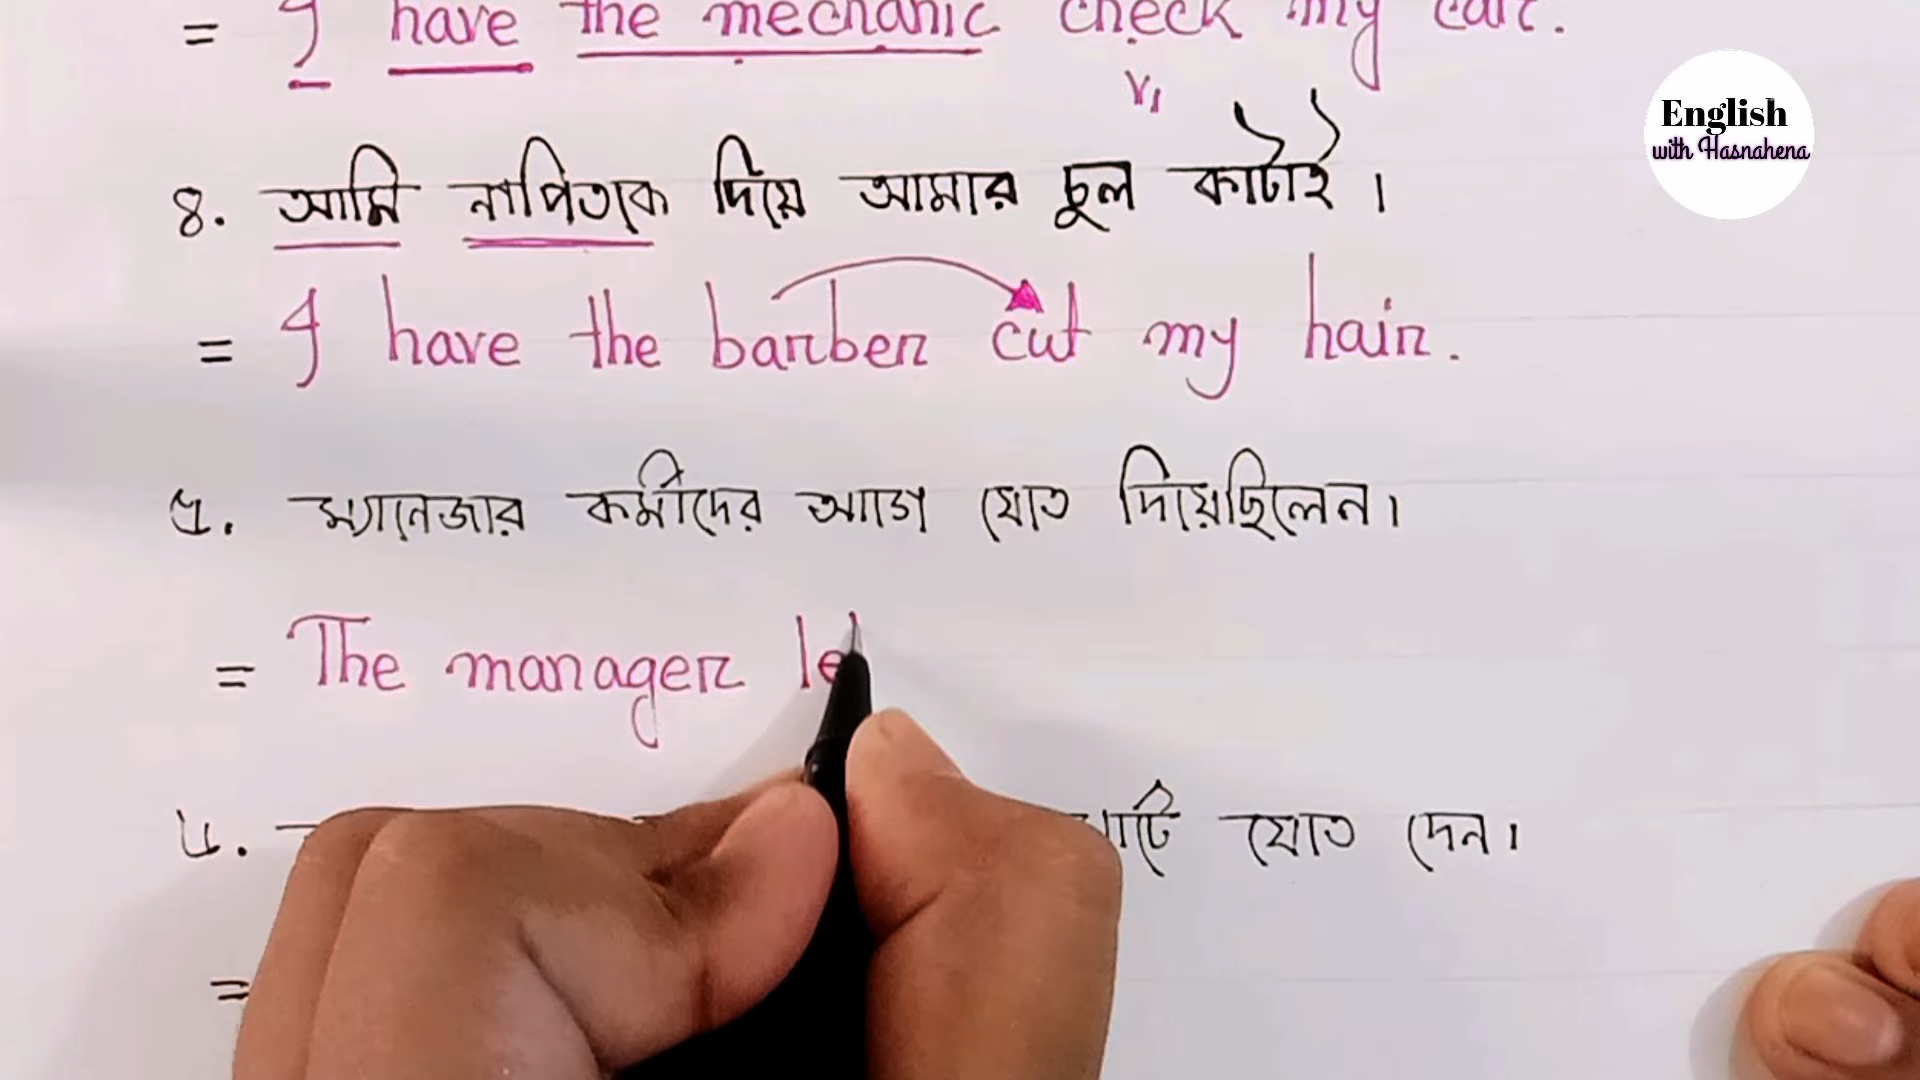 = I have the mechanic check my car.
V₁
English
with Hasnahena
৪. আমি নাপিতকে দিয়ে আমার চুল কাটাই।
= I have the barber cut my hair.
৫. ম্যানেজার কর্মীদের আগে যেতে দিয়েছিলেন।
= The manager le
৬. যেতে দেন।
=